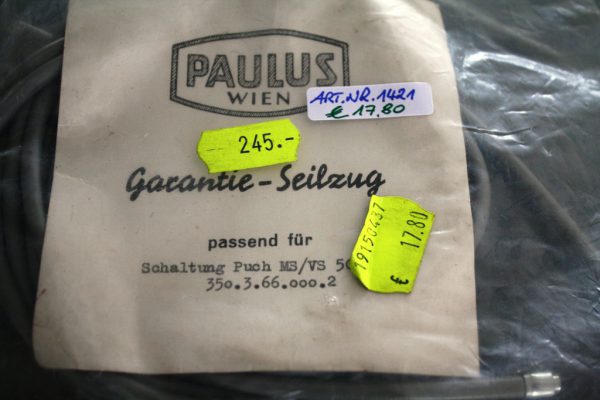 PAULUS
WIEN
ART.NR.1421
€ 17.80
245.-
Garantie-Seilzug
19150437
€ 17.80
passend für
Schaltung Puch MS/VS
350.3.66.000.2